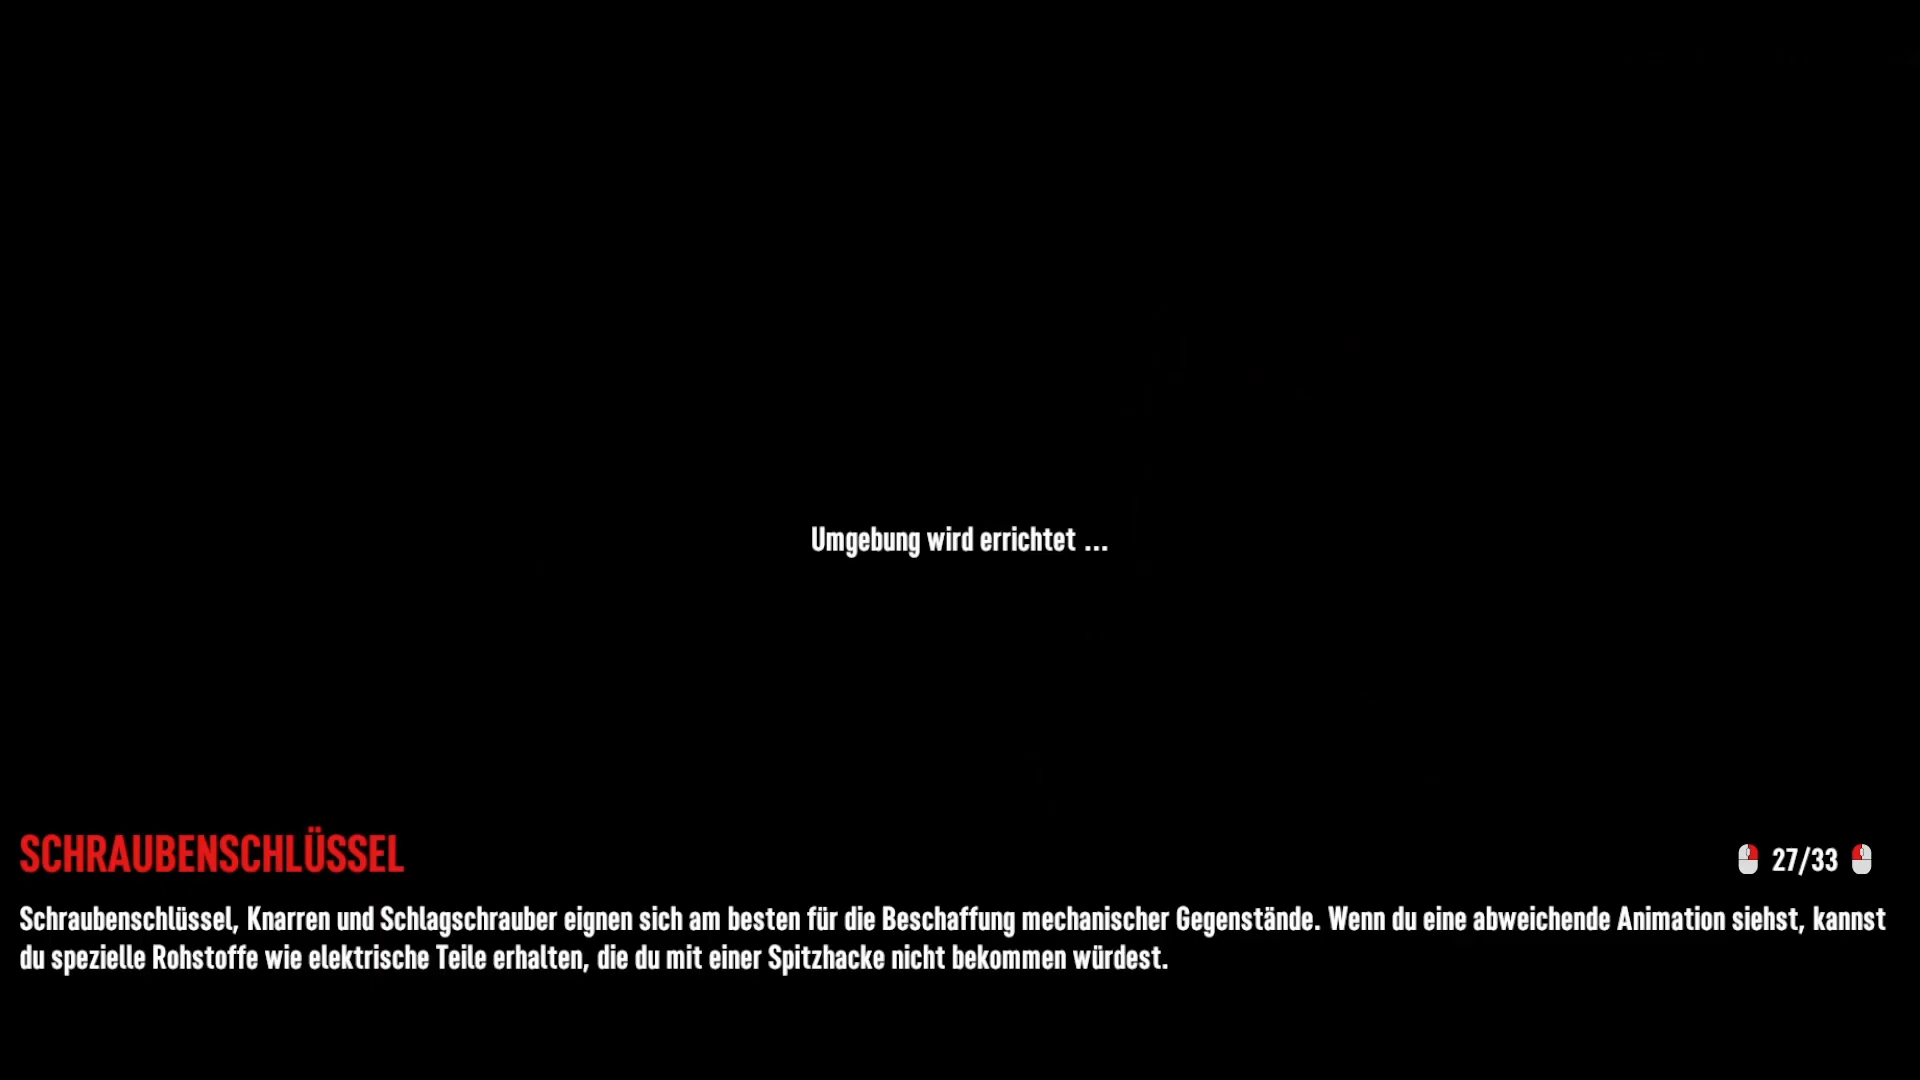 Umgebung wird errichtet ...
SCHRAUBENSCHLÜSSEL
27/33
Schraubenschlüssel, Knarren und Schlagschrauber eignen sich am besten für die Beschaffung mechanischer Gegenstände. Wenn du eine abweichende Animation siehst, kannst
du spezielle Rohstoffe wie elektrische Teile erhalten, die du mit einer Spitzhacke nicht bekommen würdest.